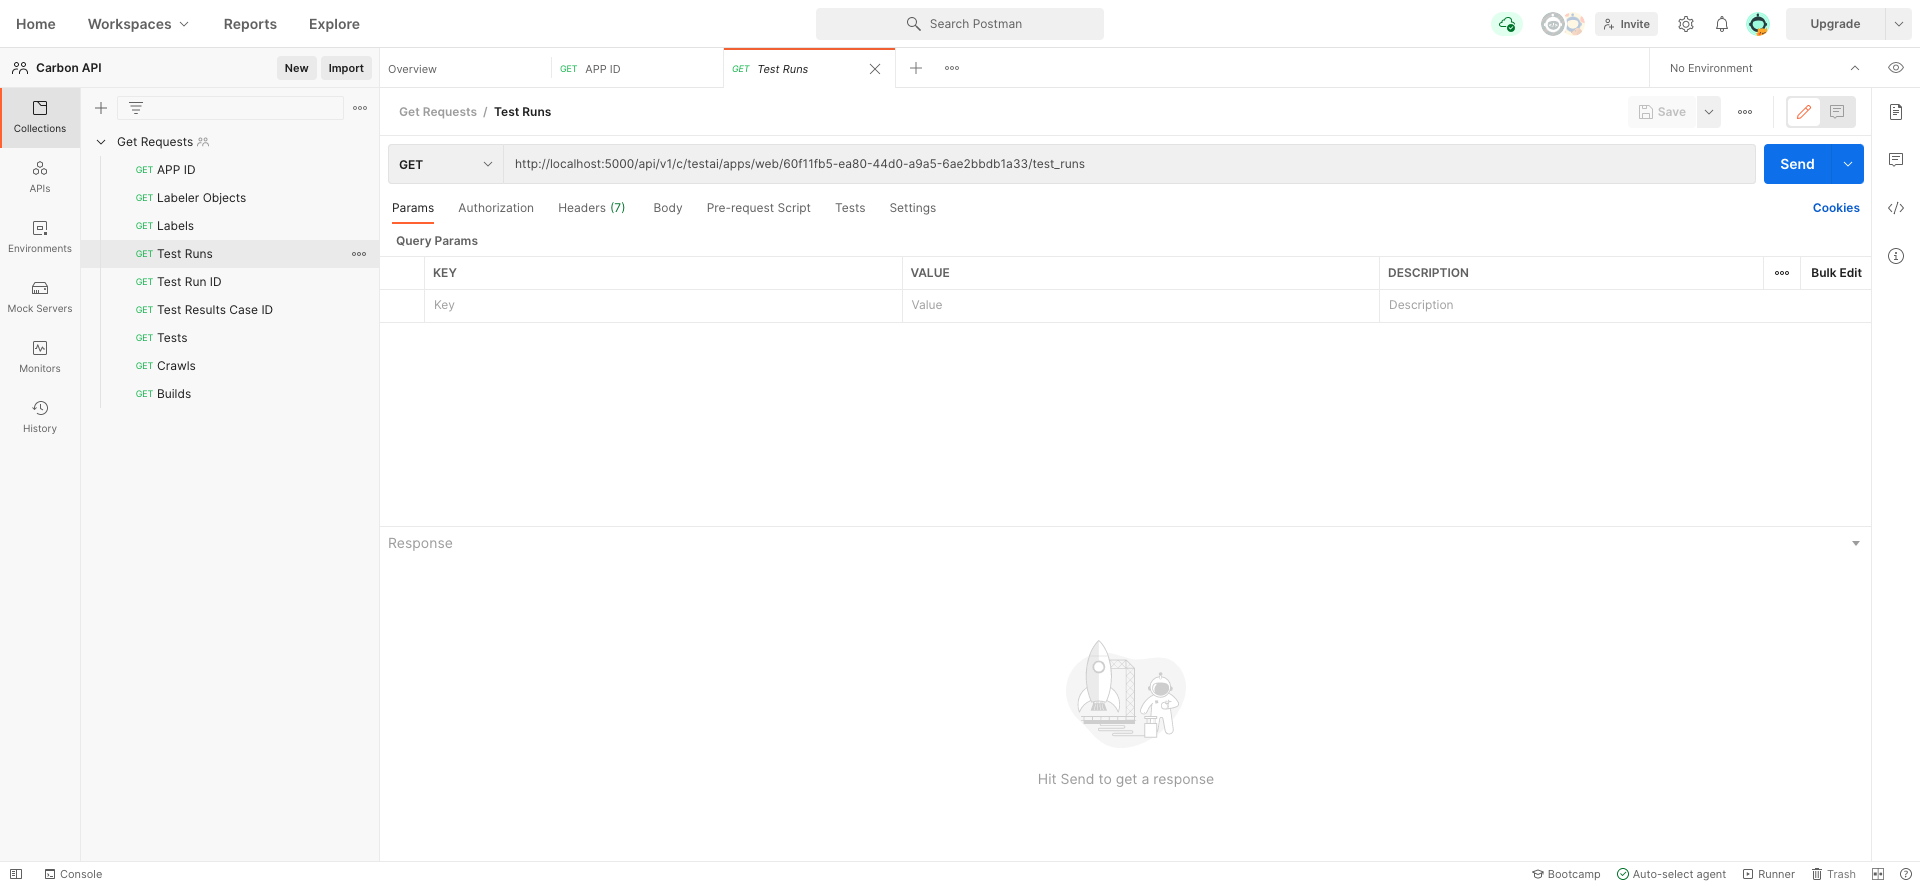 Home Workspaces Reports Explore Search Postman Invite Upgrade
Carbon API New Import Overview GET APP ID GET Test Runs No Environment
Collections
APIs
Environments
Mock Servers
Monitors
History
Get Requests
GET APP ID
GET Labeler Objects
GET Labels
GET Test Runs
GET Test Run ID
GET Test Results Case ID
GET Tests
GET Crawls
GET Builds
Get Requests / Test Runs Save
GET http://localhost:5000/api/v1/c/testai/apps/web/60f11fb5-ea80-44d0-a9a5-6ae2bbdb1a33/test_runs Send
Params Authorization Headers (7) Body Pre-request Script Tests Settings Cookies
Query Params
KEY VALUE DESCRIPTION Bulk Edit
Key Value Description
Response
Hit Send to get a response
Console Bootcamp Auto-select agent Runner Trash